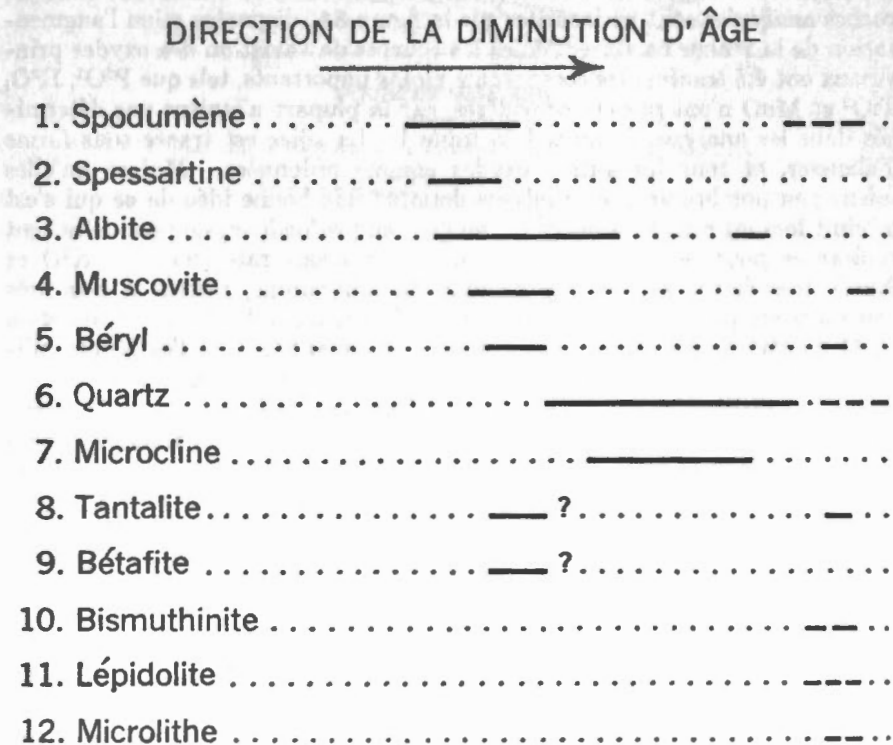 DIRECTION DE LA DIMINUTION D'ÂGE
1. Spodumène
2. Spessartine
3. Albite
4. Muscovite
5. Béryl
6. Quartz
7. Microcline
8. Tantalite ?
9. Bétafite ?
10. Bismuthinite
11. Lépidolite
12. Microlithe